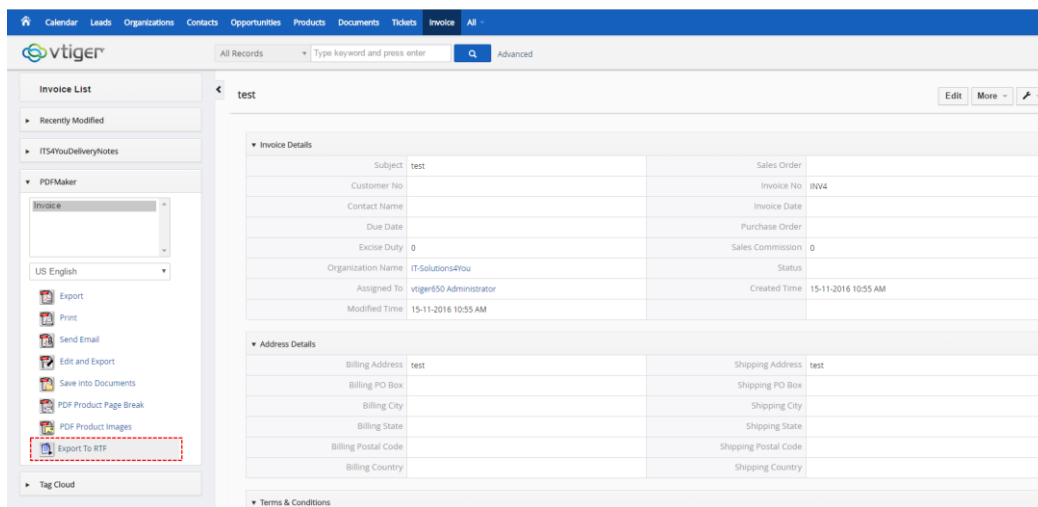 Calendar Leads Organizations Contacts Opportunities Products Documents Tickets Invoice All
vtiger
All Records Type keyword and press enter Advanced
Invoice List
Recently Modified
ITS4YouDeliveryNotes
PDFMaker
Invoice
US English
Export
Print
Send Email
Edit and Export
Save into Documents
PDF Product Page Break
PDF Product Images
Export To RTF
Tag Cloud
test
Edit More
Invoice Details
Subject test Sales Order
Customer No Invoice No INV4
Contact Name Invoice Date
Due Date Purchase Order
Excise Duty 0 Sales Commission 0
Organization Name IT-Solutions4You Status
Assigned To vtiger650 Administrator Created Time 15-11-2016 10:55 AM
Modified Time 15-11-2016 10:55 AM
Address Details
Billing Address test Shipping Address test
Billing PO Box Shipping PO Box
Billing City Shipping City
Billing State Shipping State
Billing Postal Code Shipping Postal Code
Billing Country Shipping Country
Terms & Conditions